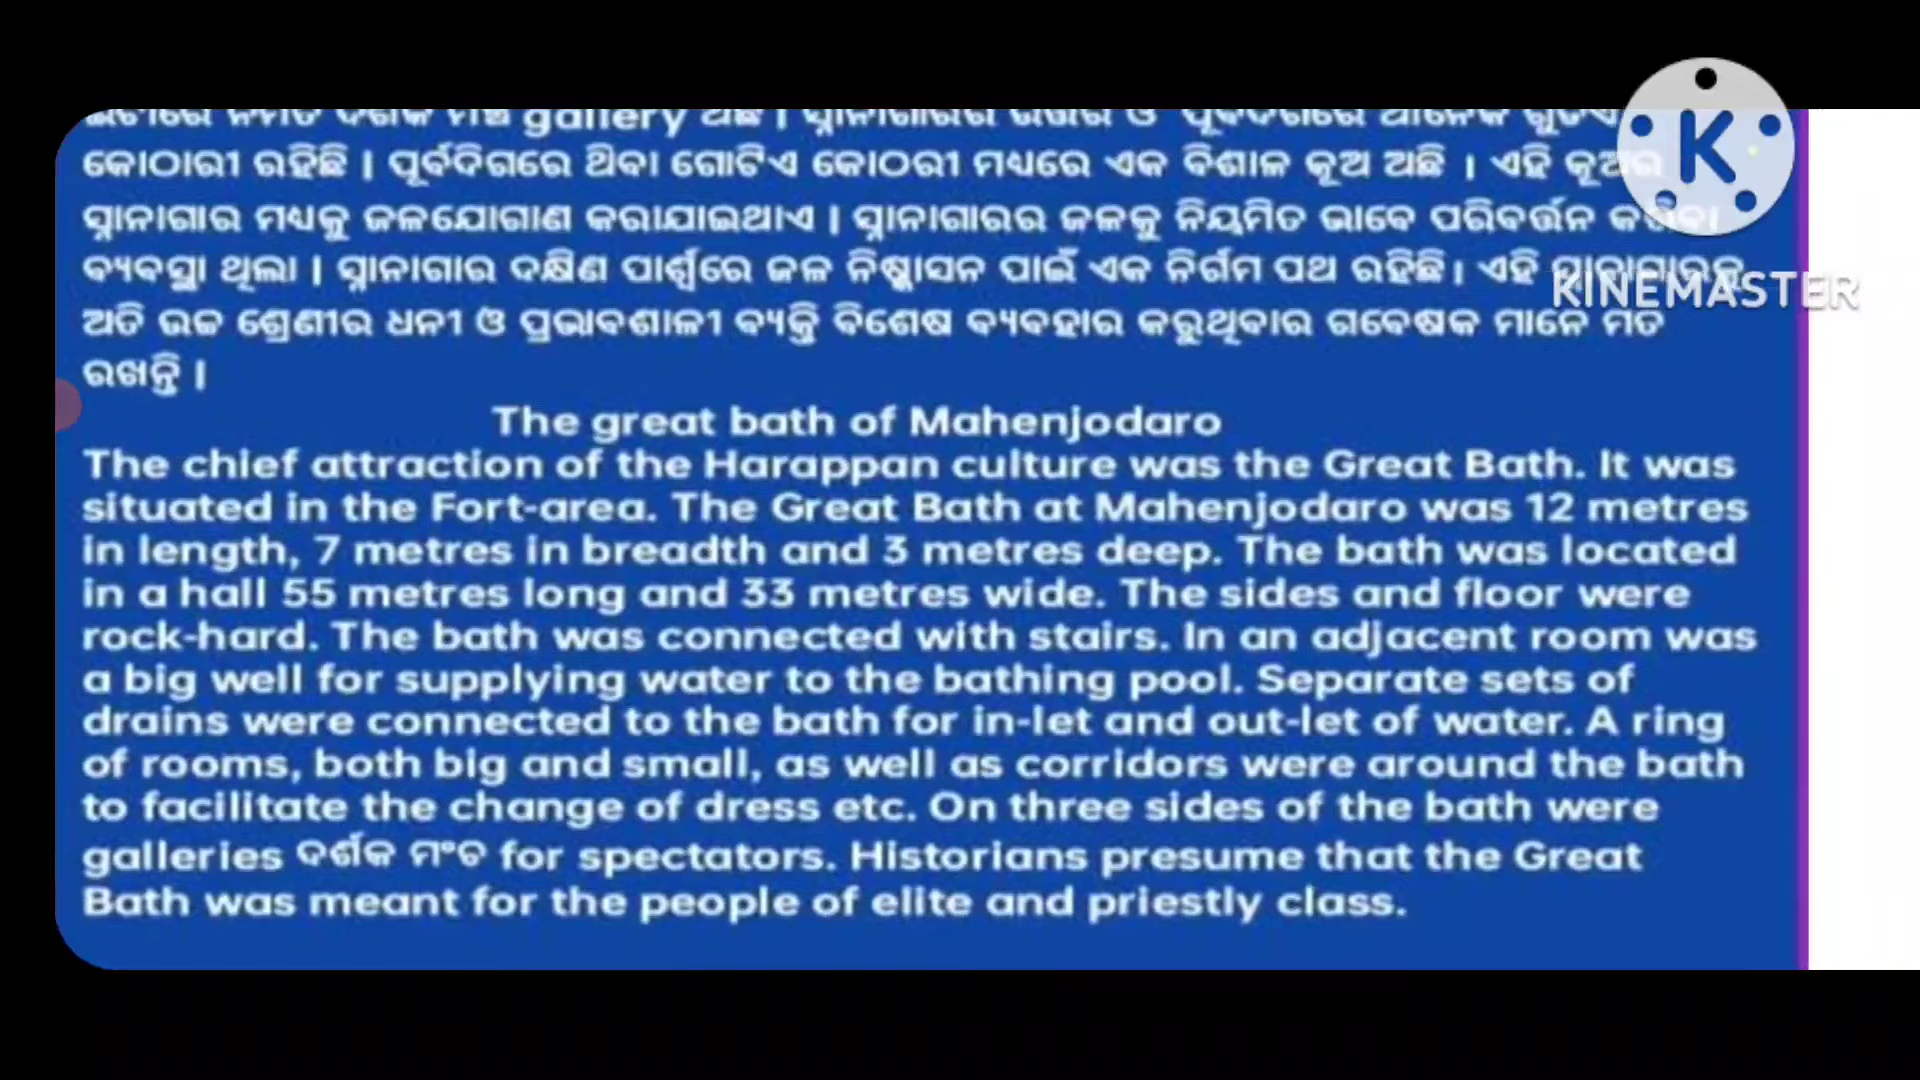 gallery ଅଛି । ସ୍ନାନାଗାରର ଉତ୍ତର ଓ ପୂର୍ବଦିଗରେ
କୋଠାରୀ ରହିଛି । ପୂର୍ବଦିଗରେ ଥିବା ଗୋଟିଏ କୋଠରୀ ମଧ୍ୟରେ ଏକ ବିଶାଳ କୂଅ ଅଛି । ଏହି କୂଅର
ସ୍ନାନାଗାର ମଧ୍ୟକୁ ଜଳଯୋଗାଣ କରାଯାଇଥାଏ । ସ୍ନାନାଗାରର ଜଳକୁ ନିୟମିତ ଭାବେ ପରିବର୍ତ୍ତନ କରିବା
ବ୍ୟବସ୍ଥା ଥିଲା । ସ୍ନାନାଗାର ଦକ୍ଷିଣ ପାର୍ଶ୍ୱରେ ଜଳ ନିଷ୍କାସନ ପାଇଁ ଏକ ନିର୍ଗମ ପଥ ରହିଛି । ଏହି ସ୍ନାନାଗାରକୁ
ଅତି ଉଚ୍ଚ ଶ୍ରେଣୀର ଧନୀ ଓ ପ୍ରଭାବଶାଳୀ ବ୍ୟକ୍ତି ବିଶେଷ ବ୍ୟବହାର କରୁଥିବାର ଗବେଷକ ମାନେ ମତ
ରଖନ୍ତି ।
The great bath of Mahenjodaro
The chief attraction of the Harappan culture was the Great Bath. It was
situated in the Fort-area. The Great Bath at Mahenjodaro was 12 metres
in length, 7 metres in breadth and 3 metres deep. The bath was located
in a hall 55 metres long and 33 metres wide. The sides and floor were
rock-hard. The bath was connected with stairs. In an adjacent room was
a big well for supplying water to the bathing pool. Separate sets of
drains were connected to the bath for in-let and out-let of water. A ring
of rooms, both big and small, as well as corridors were around the bath
to facilitate the change of dress etc. On three sides of the bath were
galleries ଦର୍ଶକ ମଂଚ for spectators. Historians presume that the Great
Bath was meant for the people of elite and priestly class.
K
KINEMASTER